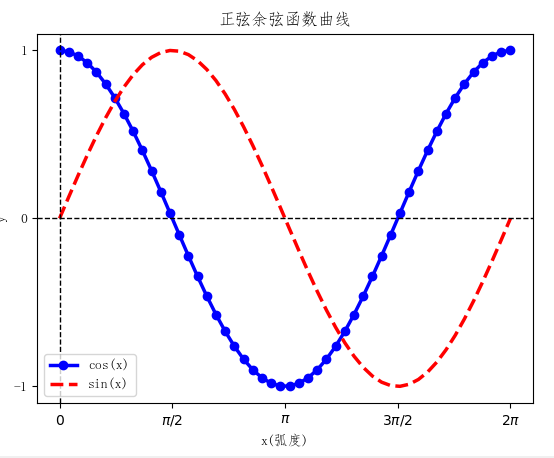 正弦余弦函数曲线
1
y
0
cos(x)
sin(x)
−1
0 π/2 π 3π/2 2π
x(弧度)